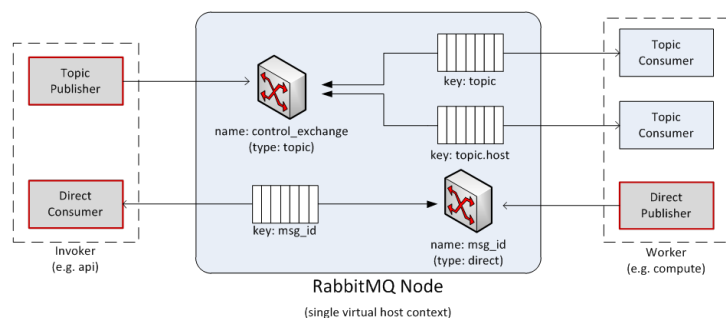 Topic
Publisher
name: control_exchange
(type: topic)
key: topic
Topic
Consumer
key: topic.host
Topic
Consumer
Direct
Consumer
key: msg_id
name: msg_id
(type: direct)
Direct
Publisher
Invoker
(e.g. api)
Worker
(e.g. compute)
RabbitMQ Node
(single virtual host context)